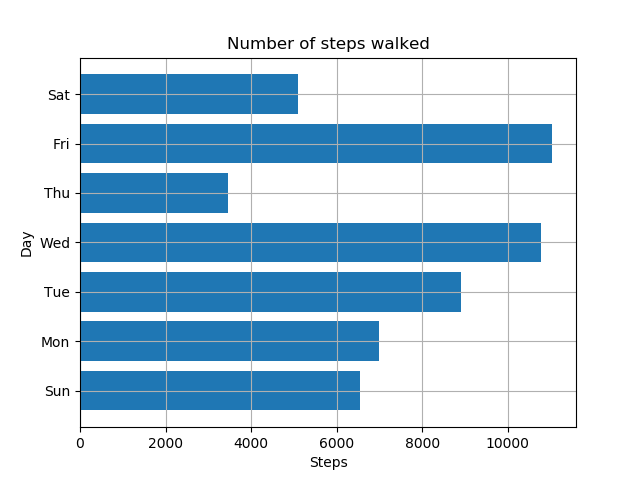 Number of steps walked
Sat
Fri
Thu
Wed
Tue
Mon
Sun
Day
0 2000 4000 6000 8000 10000
Steps